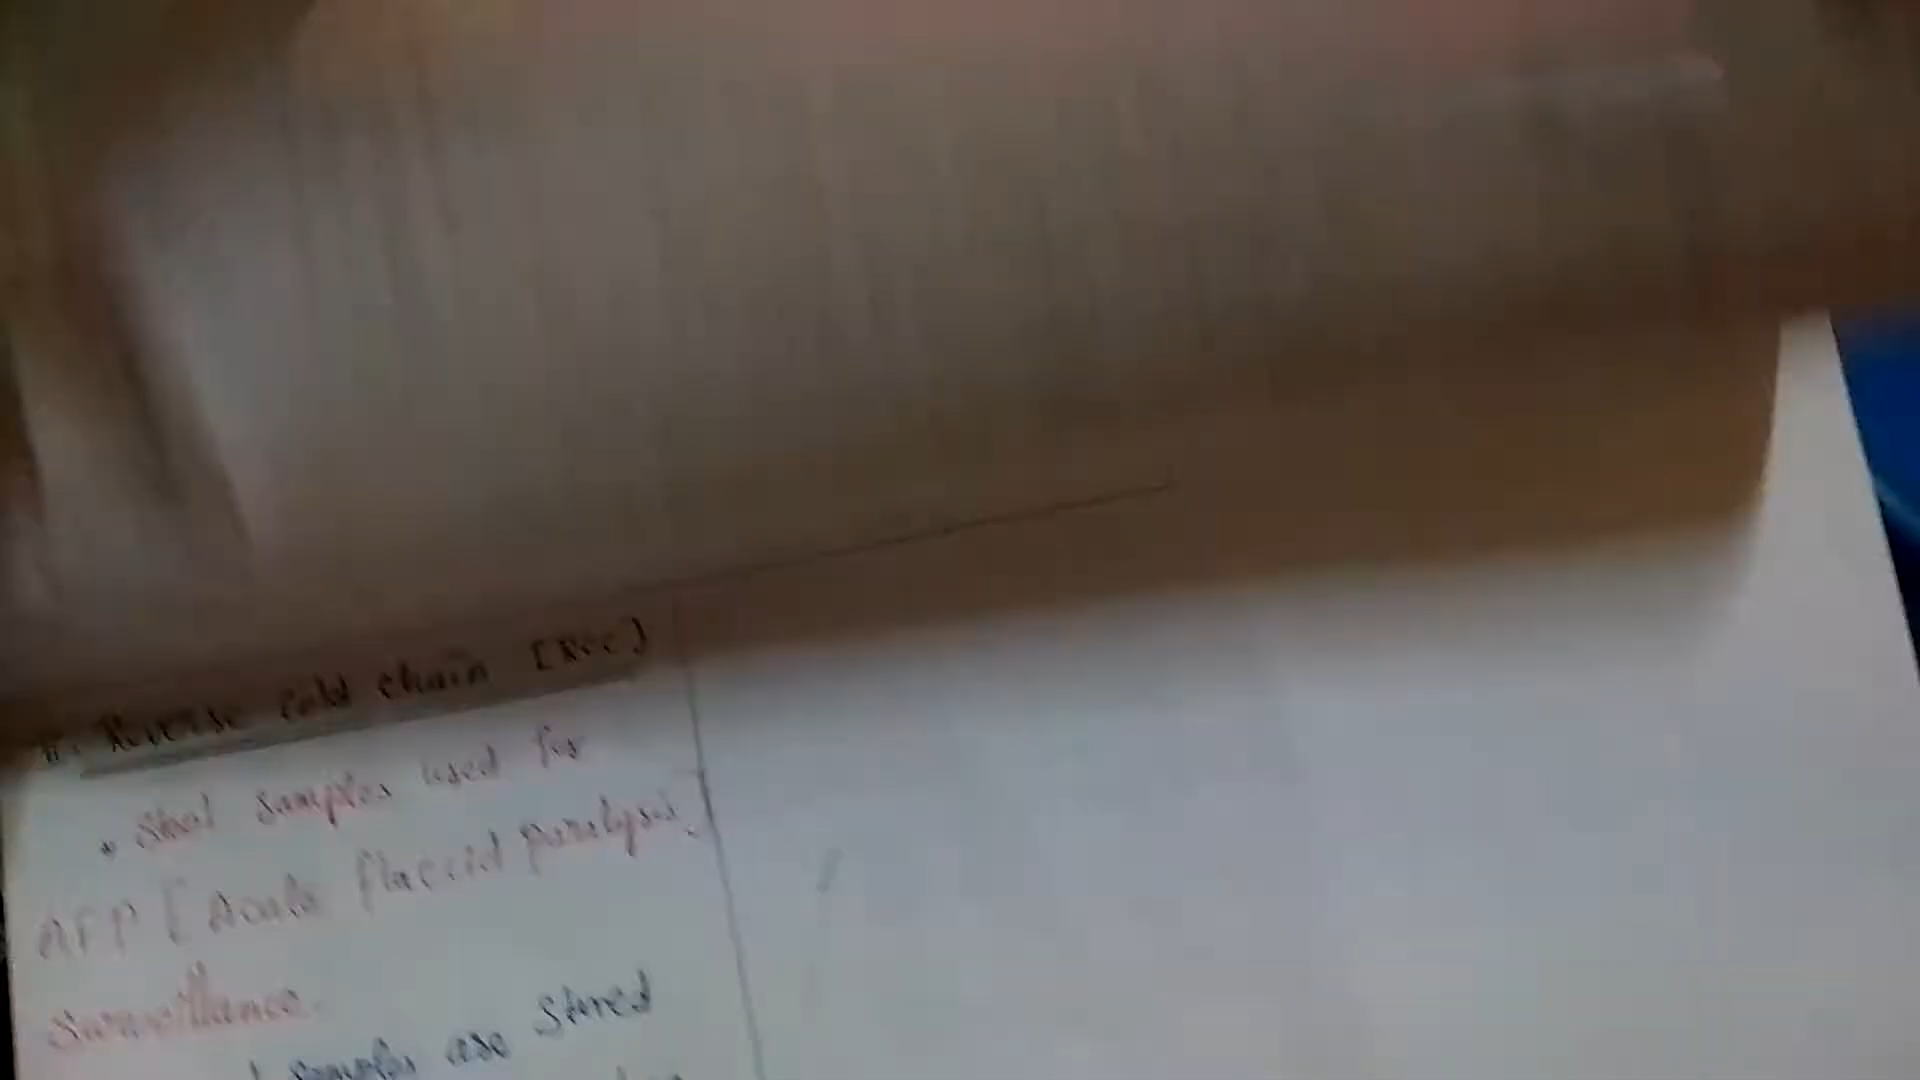 Reverse cold chain [RCC]
• Stool samples used for
AFP [Acute flaccid paralysis]
Surveillance.
samples are stored